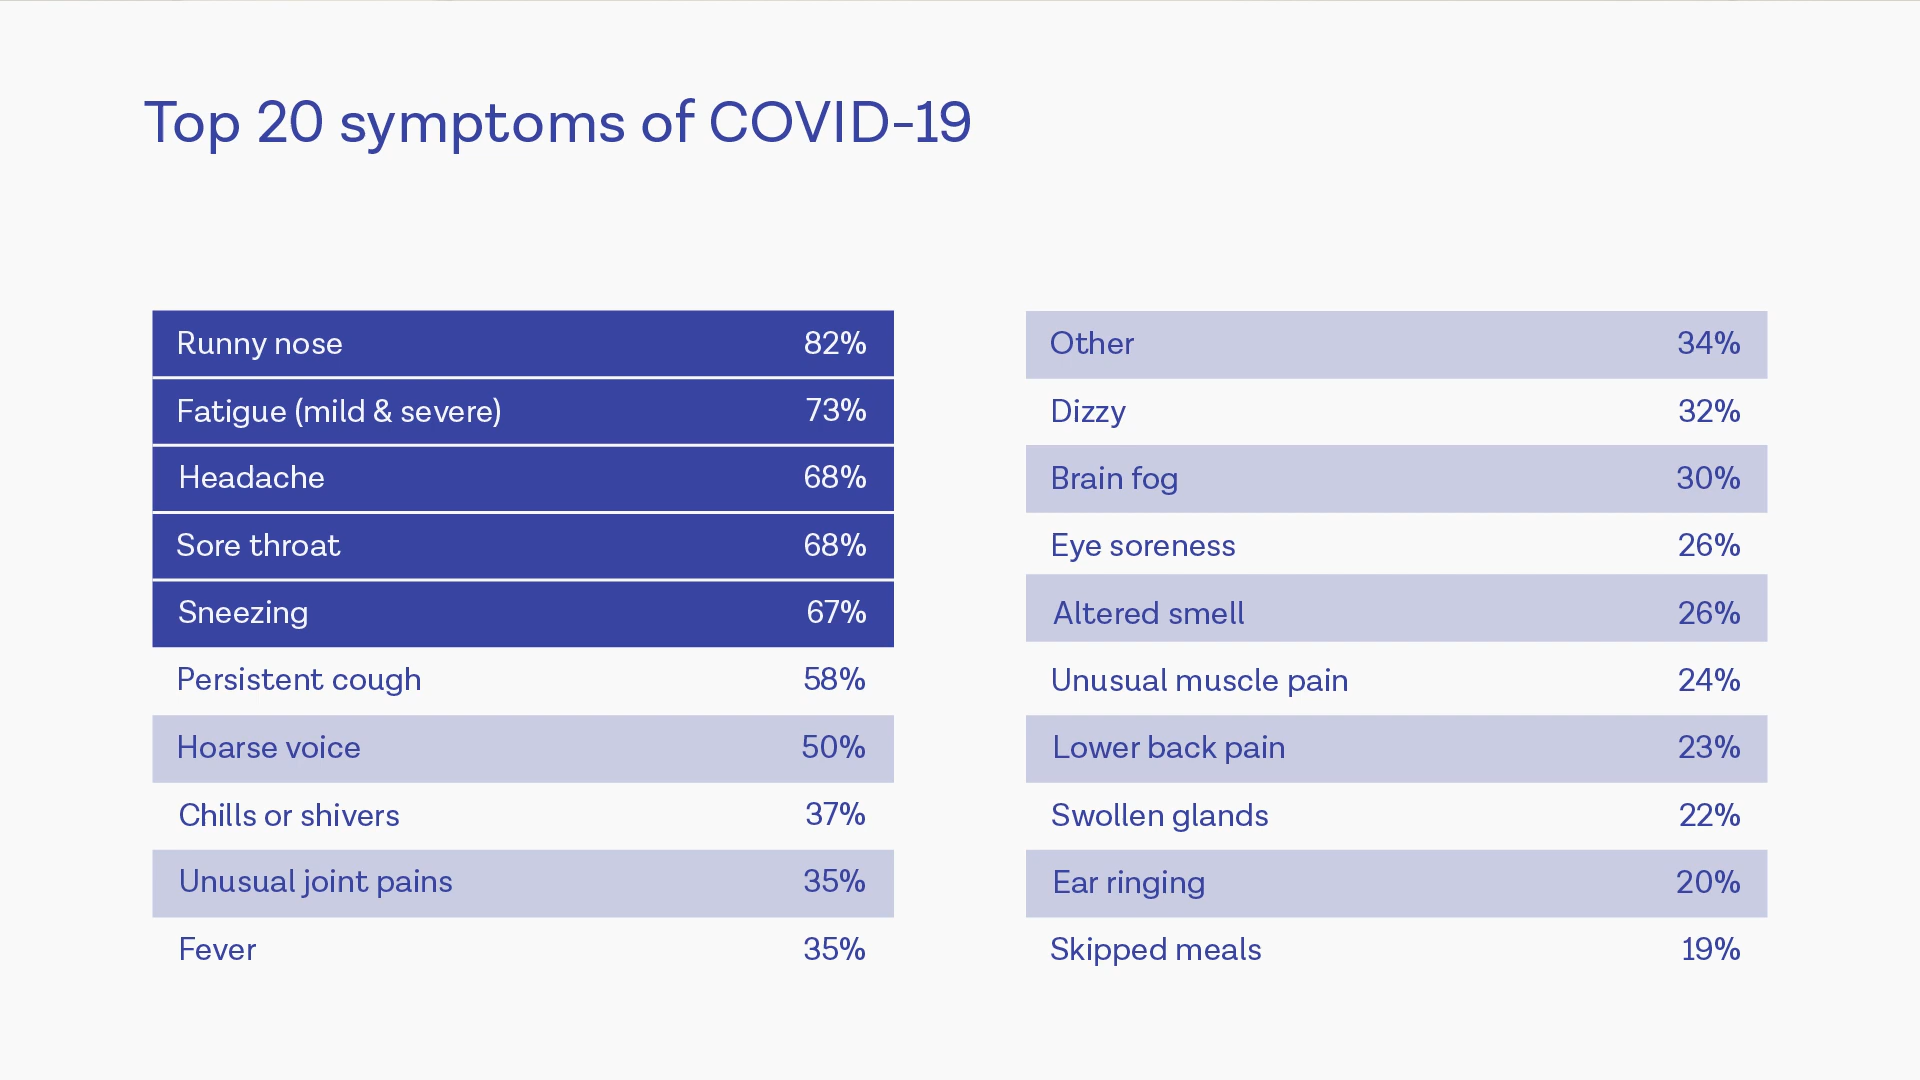 Top 20 symptoms of COVID-19
Runny nose 82%
Fatigue (mild & severe) 73%
Headache 68%
Sore throat 68%
Sneezing 67%
Persistent cough 58%
Hoarse voice 50%
Chills or shivers 37%
Unusual joint pains 35%
Fever 35%
Other 34%
Dizzy 32%
Brain fog 30%
Eye soreness 26%
Altered smell 26%
Unusual muscle pain 24%
Lower back pain 23%
Swollen glands 22%
Ear ringing 20%
Skipped meals 19%